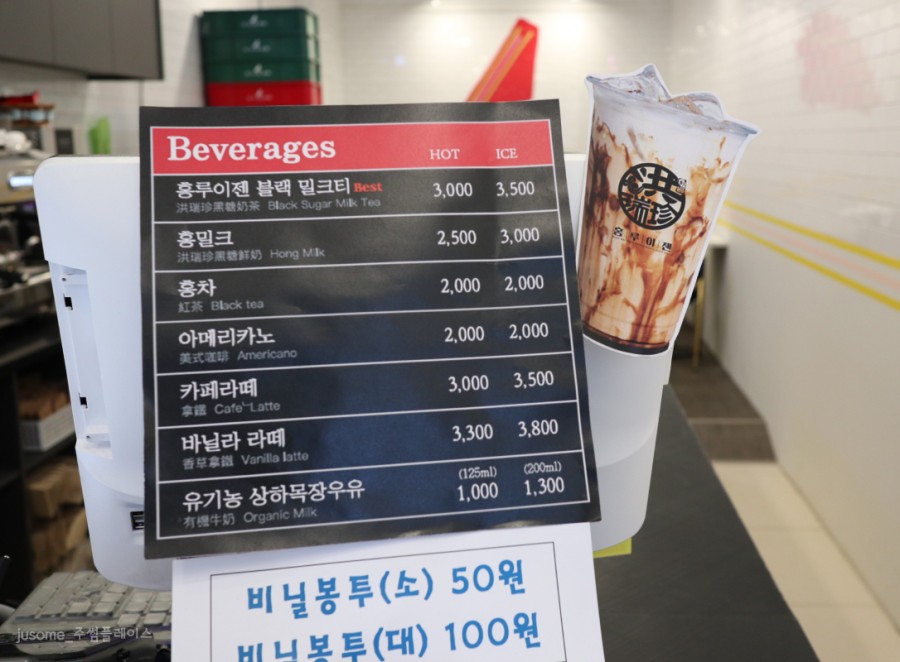 Beverages HOT ICE
홍루이젠 블랙 밀크티 Best 3,000 3,500
洪瑞珍黑糖奶茶 Black Sugar Milk Tea
홍밀크 2,500 3,000
洪瑞珍黑糖鮮奶 Hong Milk
홍차 2,000 2,000
紅茶 Black tea
아메리카노 2,000 2,000
美式咖啡 Americano
카페라떼 3,000 3,500
拿鐵 Cafe Latte
바닐라 라떼 3,300 3,800
香草拿鐵 Vanilla latte
(125ml) (200ml)
유기농 상하목장우유 1,000 1,300
有機牛奶 Organic Milk
비닐봉투(소) 50원
비닐봉투(대) 100원
洪瑞珍
홍루이젠
jusome_주썸플레이스